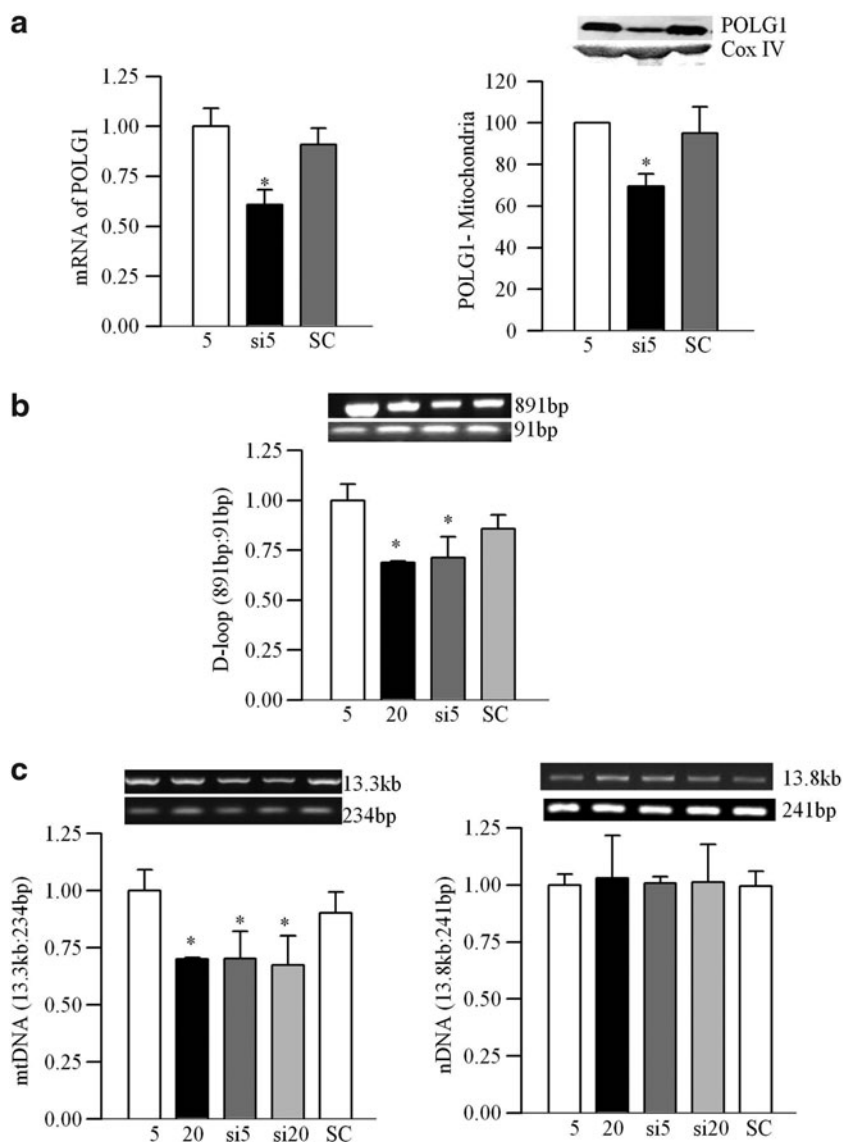 a
POLG1
Cox IV
mRNA of POLG1
1.25
1.00
0.75
0.50
0.25
0.00
*
5 si5 SC
POLG1- Mitochondria
120
100
80
60
40
20
0
*
5 si5 SC
b
891bp
91bp
D-loop (891bp:91bp)
1.25
1.00
0.75
0.50
0.25
0.00
* *
5 20 si5 SC
c
13.3kb
234bp
mtDNA (13.3kb:234bp)
1.25
1.00
0.75
0.50
0.25
0.00
* * *
5 20 si5 si20 SC
13.8kb
241bp
nDNA (13.8kb:241bp)
1.25
1.00
0.75
0.50
0.25
0.00
5 20 si5 si20 SC